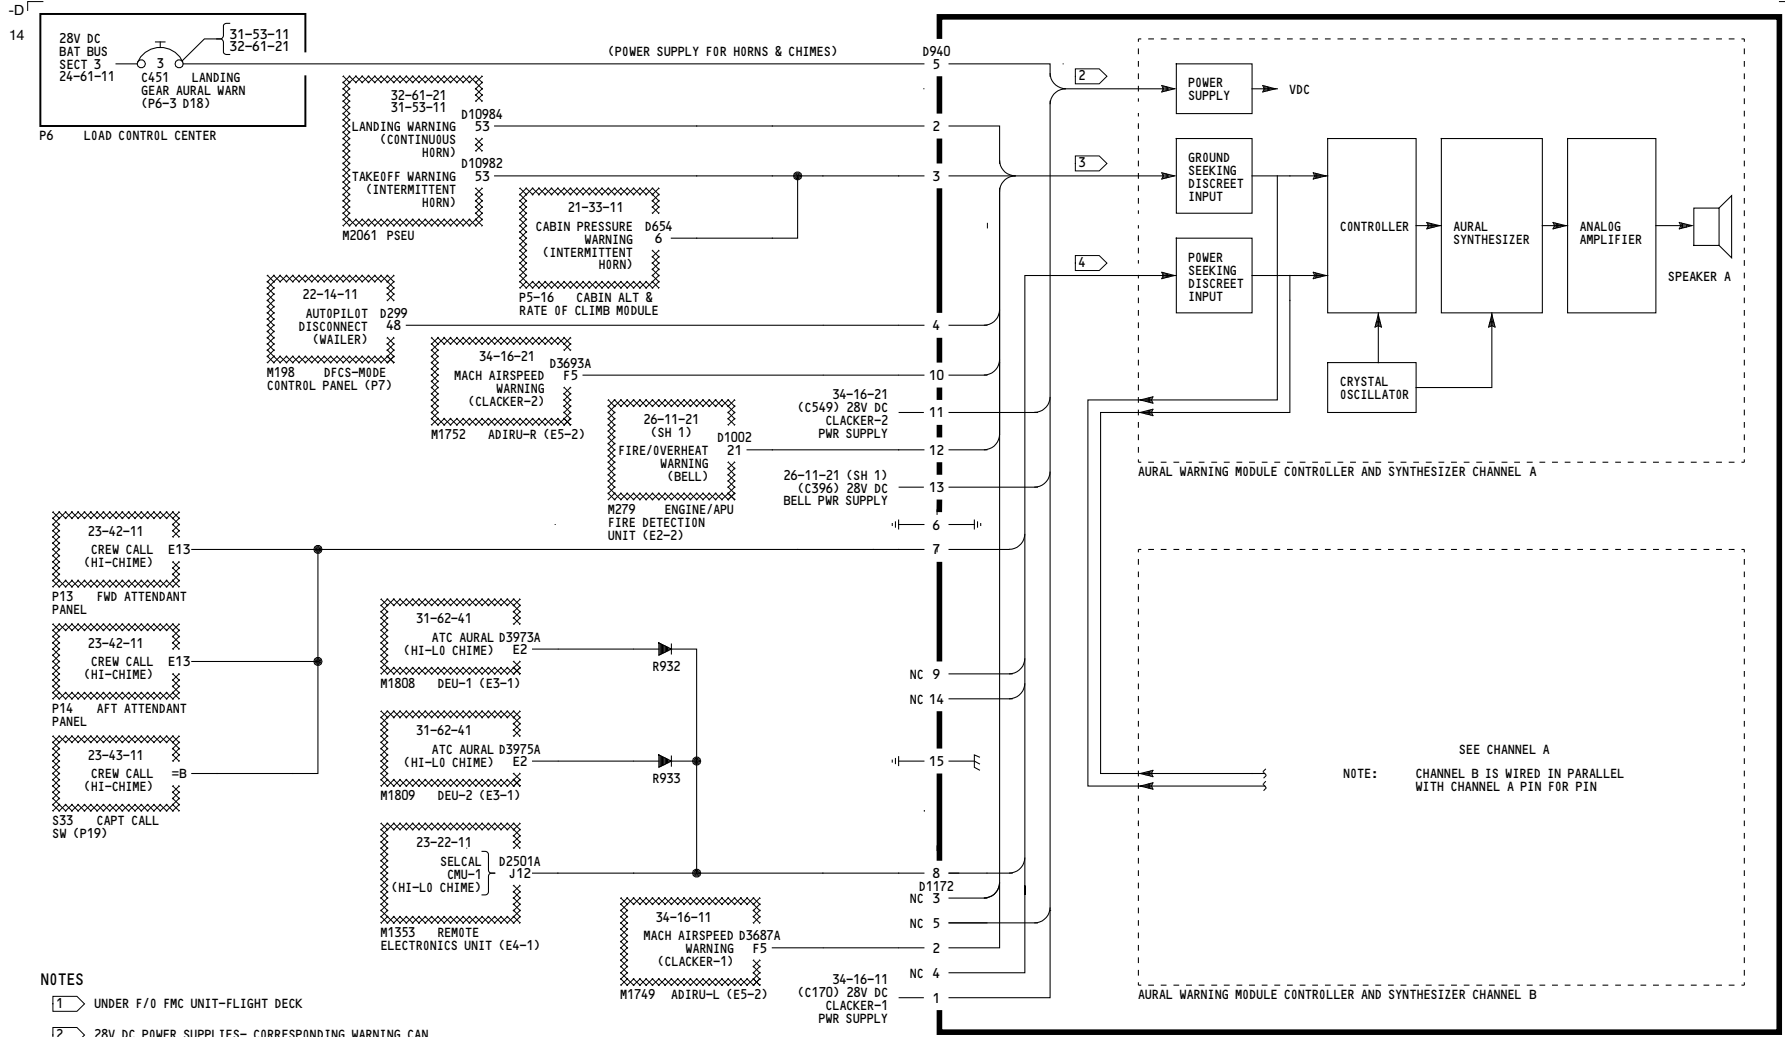 -D
14
28V DC
BAT BUS
SECT 3
24-61-11
3
C451 LANDING
GEAR AURAL WARN
(P6-3 D18)
31-53-11
32-61-21
P6 LOAD CONTROL CENTER
(POWER SUPPLY FOR HORNS & CHIMES)
D940
5
32-61-21
31-53-11
D10984
LANDING WARNING 53
(CONTINUOUS
HORN)
D10982
TAKEOFF WARNING 53
(INTERMITTENT
HORN)
M2061 PSEU
2
3
21-33-11
CABIN PRESSURE D654
WARNING 6
(INTERMITTENT
HORN)
P5-16 CABIN ALT &
RATE OF CLIMB MODULE
22-14-11
AUTOPILOT D299
DISCONNECT 48
(WAILER)
M198 DFCS-MODE
CONTROL PANEL (P7)
4
34-16-21
D3693A
MACH AIRSPEED F5
WARNING
(CLACKER-2)
M1752 ADIRU-R (E5-2)
10
34-16-21
(C549) 28V DC
CLACKER-2
PWR SUPPLY
11
26-11-21
(SH 1)
D1002
FIRE/OVERHEAT 21
WARNING
(BELL)
M279 ENGINE/APU
FIRE DETECTION
UNIT (E2-2)
12
26-11-21 (SH 1)
(C396) 28V DC
BELL PWR SUPPLY
13
6
7
23-42-11
CREW CALL E13
(HI-CHIME)
P13 FWD ATTENDANT
PANEL
23-42-11
CREW CALL E13
(HI-CHIME)
P14 AFT ATTENDANT
PANEL
23-43-11
CREW CALL =B
(HI-CHIME)
S33 CAPT CALL
SW (P19)
31-62-41
ATC AURAL D3973A
(HI-LO CHIME) E2
M1808 DEU-1 (E3-1)
R932
31-62-41
ATC AURAL D3975A
(HI-LO CHIME) E2
M1809 DEU-2 (E3-1)
R933
NC 9
NC 14
15
23-22-11
SELCAL D2501A
CMU-1 J12
(HI-LO CHIME)
M1353 REMOTE
ELECTRONICS UNIT (E4-1)
8
D1172
NC 3
NC 5
34-16-11
MACH AIRSPEED D3687A
WARNING F5
(CLACKER-1)
M1749 ADIRU-L (E5-2)
2
NC 4
34-16-11
(C170) 28V DC
CLACKER-1
PWR SUPPLY
1
2
POWER
SUPPLY
VDC
3
GROUND
SEEKING
DISCREET
INPUT
4
POWER
SEEKING
DISCREET
INPUT
CONTROLLER
AURAL
SYNTHESIZER
ANALOG
AMPLIFIER
SPEAKER A
CRYSTAL
OSCILLATOR
AURAL WARNING MODULE CONTROLLER AND SYNTHESIZER CHANNEL A
SEE CHANNEL A
NOTE: CHANNEL B IS WIRED IN PARALLEL
WITH CHANNEL A PIN FOR PIN
AURAL WARNING MODULE CONTROLLER AND SYNTHESIZER CHANNEL B
NOTES
1 UNDER F/O FMC UNIT-FLIGHT DECK
2 28V DC POWER SUPPLIES- CORRESPONDING WARNING CAN